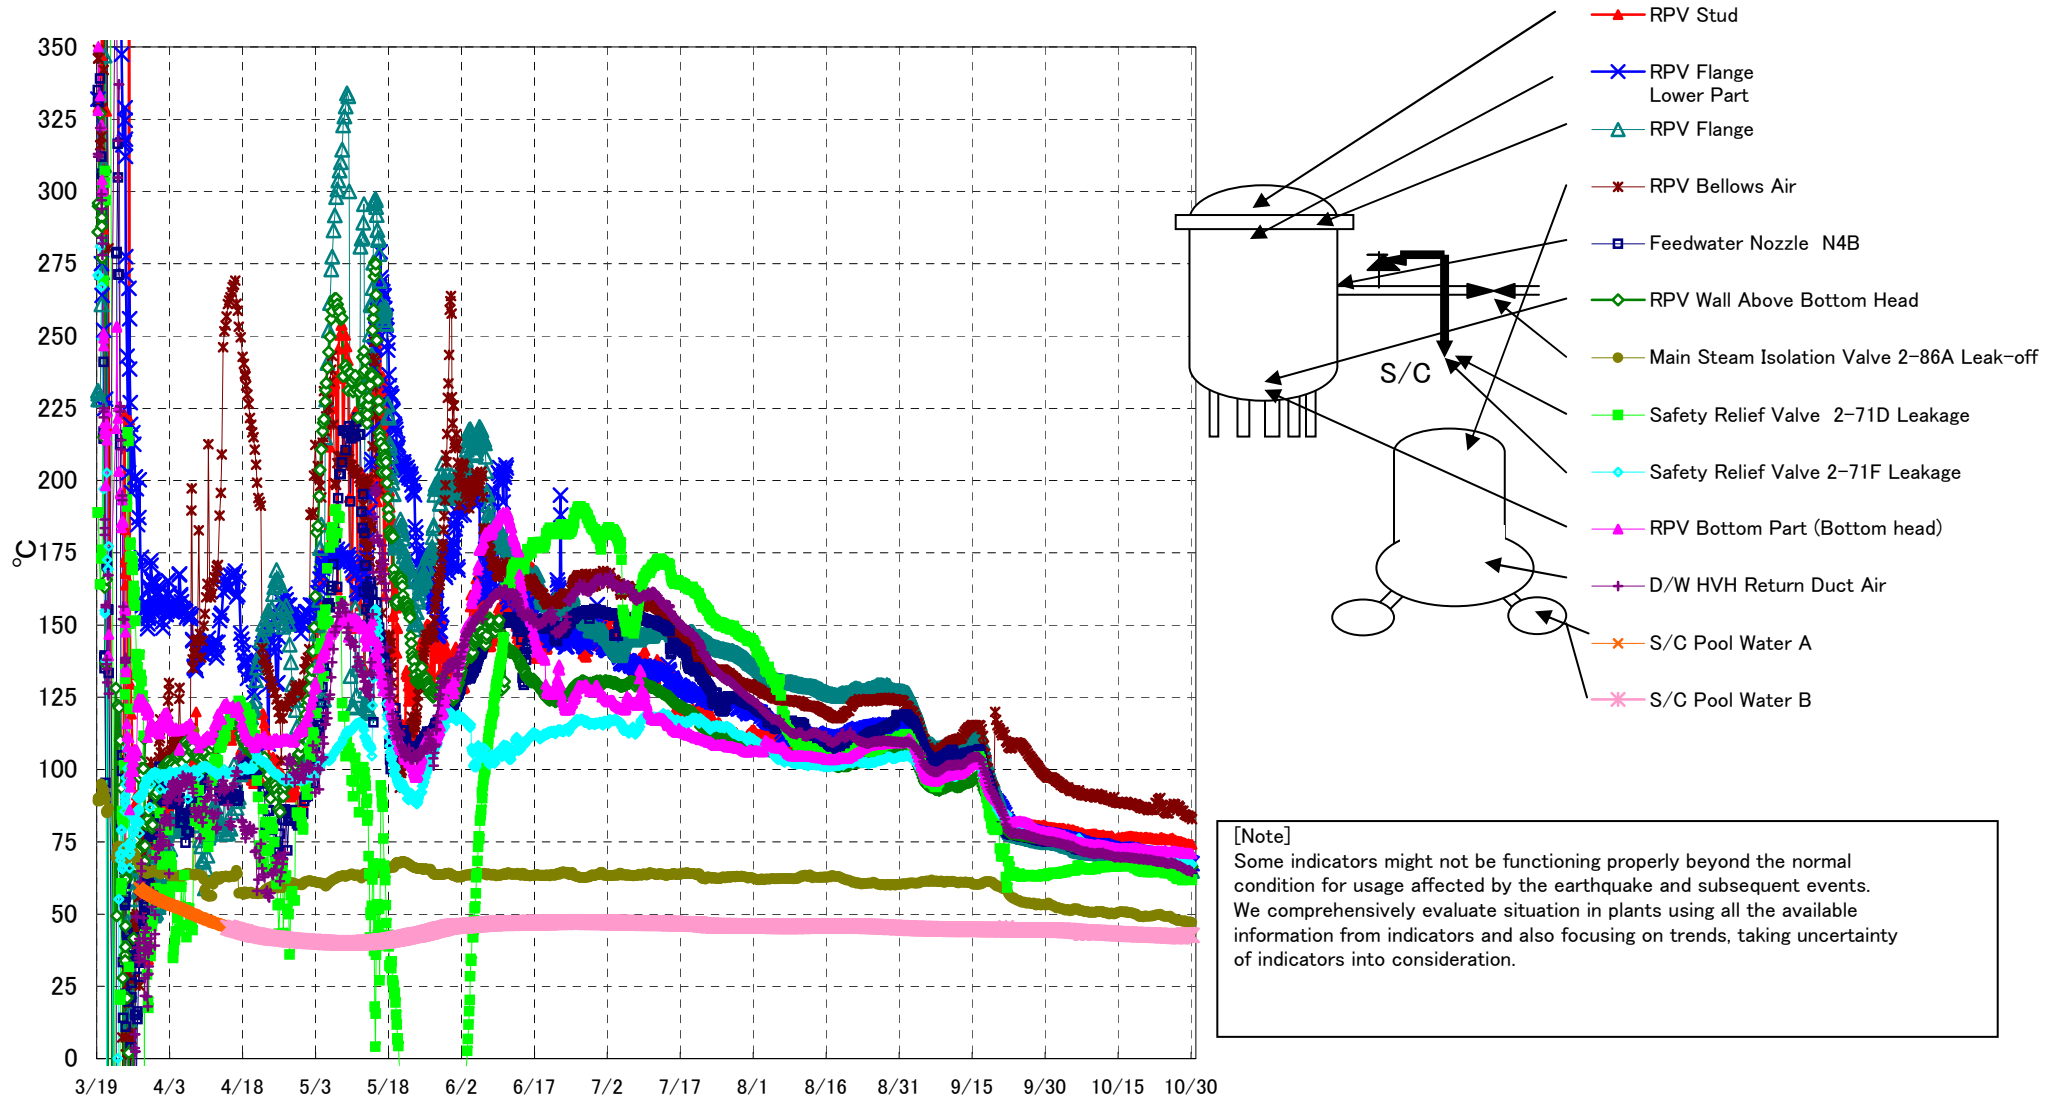 350
325
300
275
250
225
200
175
150
125
100
75
50
25
0
℃
3/19 4/3 4/18 5/3 5/18 6/2 6/17 7/2 7/17 8/1 8/16 8/31 9/15 9/30 10/15 10/30
RPV Stud
RPV Flange
Lower Part
RPV Flange
RPV Bellows Air
Feedwater Nozzle N4B
RPV Wall Above Bottom Head
Main Steam Isolation Valve 2-86A Leak-off
Safety Relief Valve 2-71D Leakage
Safety Relief Valve 2-71F Leakage
RPV Bottom Part (Bottom head)
D/W HVH Return Duct Air
S/C Pool Water A
S/C Pool Water B
S/C
[Note]
Some indicators might not be functioning properly beyond the normal
condition for usage affected by the earthquake and subsequent events.
We comprehensively evaluate situation in plants using all the available
information from indicators and also focusing on trends, taking uncertainty
of indicators into consideration.